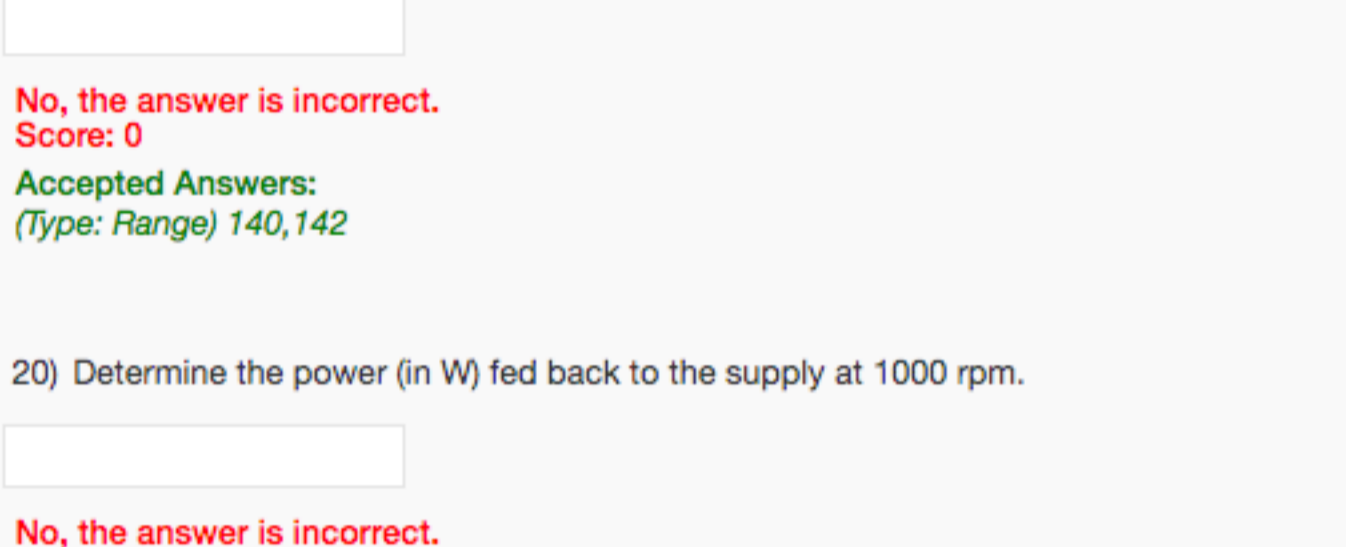 No, the answer is incorrect.
Score: 0
Accepted Answers:
(Type: Range) 140,142
20) Determine the power (in W) fed back to the supply at 1000 rpm.
No, the answer is incorrect.